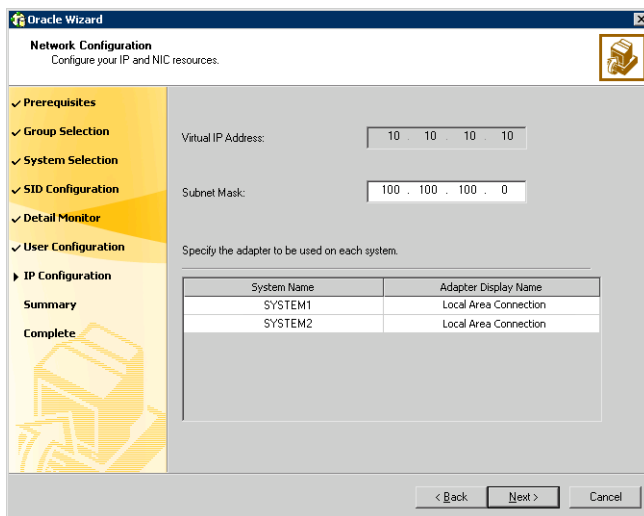 Oracle Wizard
Network Configuration
Configure your IP and NIC resources.
Prerequisites
Group Selection
System Selection
SID Configuration
Detail Monitor
User Configuration
IP Configuration
Summary
Complete
Virtual IP Address: 10 . 10 . 10 . 10
Subnet Mask: 100 . 100 . 100 . 0
Specify the adapter to be used on each system.
System Name Adapter Display Name
SYSTEM1 Local Area Connection
SYSTEM2 Local Area Connection
< Back Next > Cancel